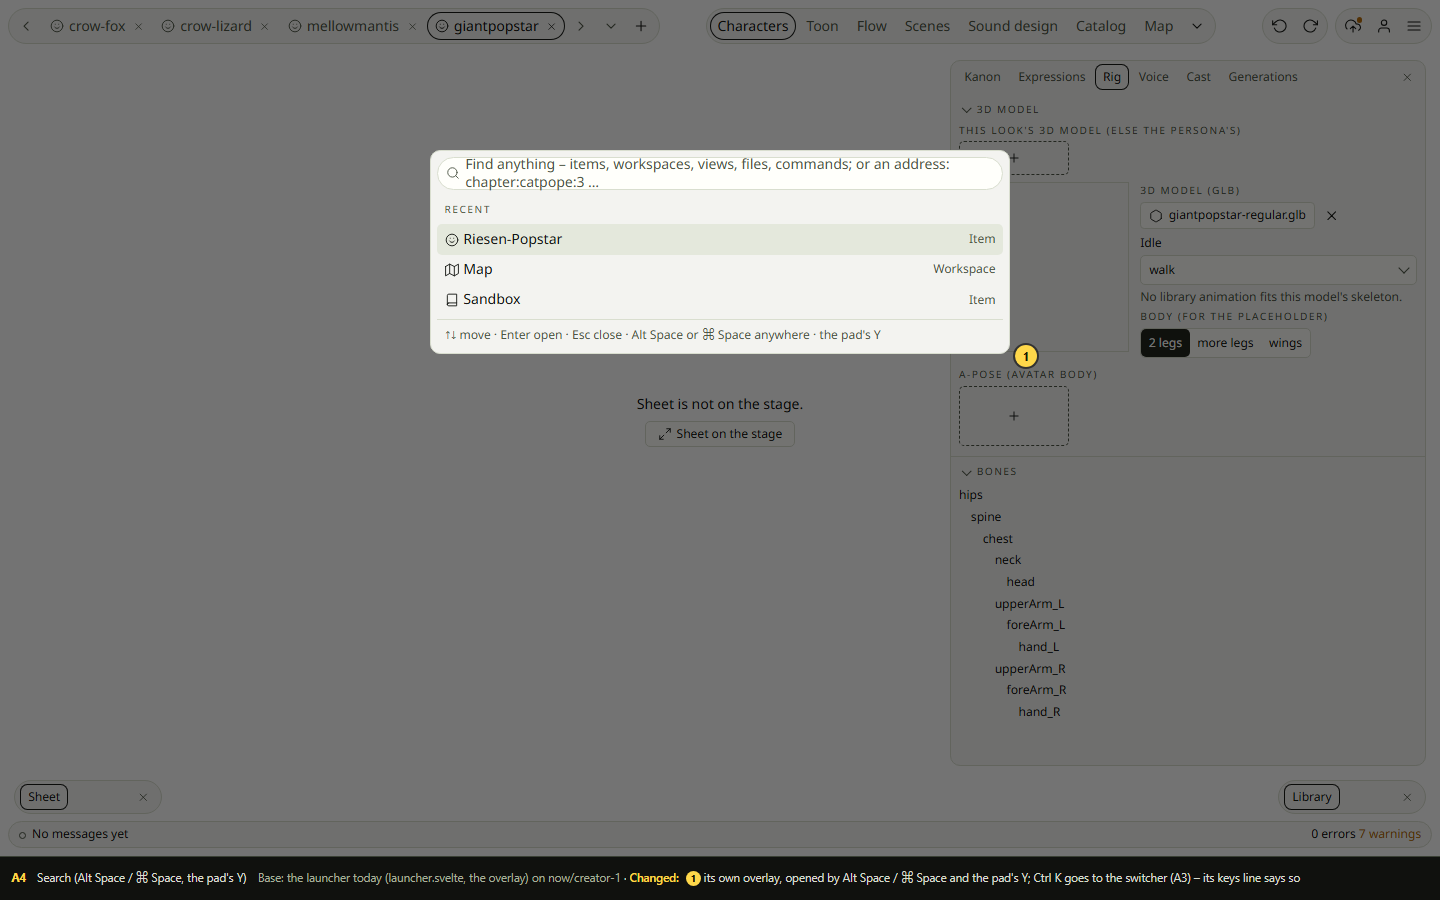 crow-fox crow-lizard mellowmantis giantpopstar
Characters Toon Flow Scenes Sound design Catalog Map
Kanon Expressions Rig Voice Cast Generations
3D MODEL
THIS LOOK'S 3D MODEL (ELSE THE PERSONA'S)
Find anything – items, workspaces, views, files, commands; or an address:
chapter:catpope:3 ...
RECENT
Riesen-Popstar Item
Map Workspace
Sandbox Item
↑↓ move · Enter open · Esc close · Alt Space or ⌘ Space anywhere · the pad's Y
3D MODEL (GLB)
giantpopstar-regular.glb
Idle
walk
No library animation fits this model's skeleton.
BODY (FOR THE PLACEHOLDER)
2 legs more legs wings
1
A-POSE (AVATAR BODY)
Sheet is not on the stage.
Sheet on the stage
BONES
hips
spine
chest
neck
head
upperArm_L
foreArm_L
hand_L
upperArm_R
foreArm_R
hand_R
Sheet
Library
No messages yet
0 errors 7 warnings
A4 Search (Alt Space / ⌘ Space, the pad's Y) Base: the launcher today (launcher.svelte, the overlay) on now/creator-1 · Changed: 1 its own overlay, opened by Alt Space / ⌘ Space and the pad's Y; Ctrl K goes to the switcher (A3) – its keys line says so